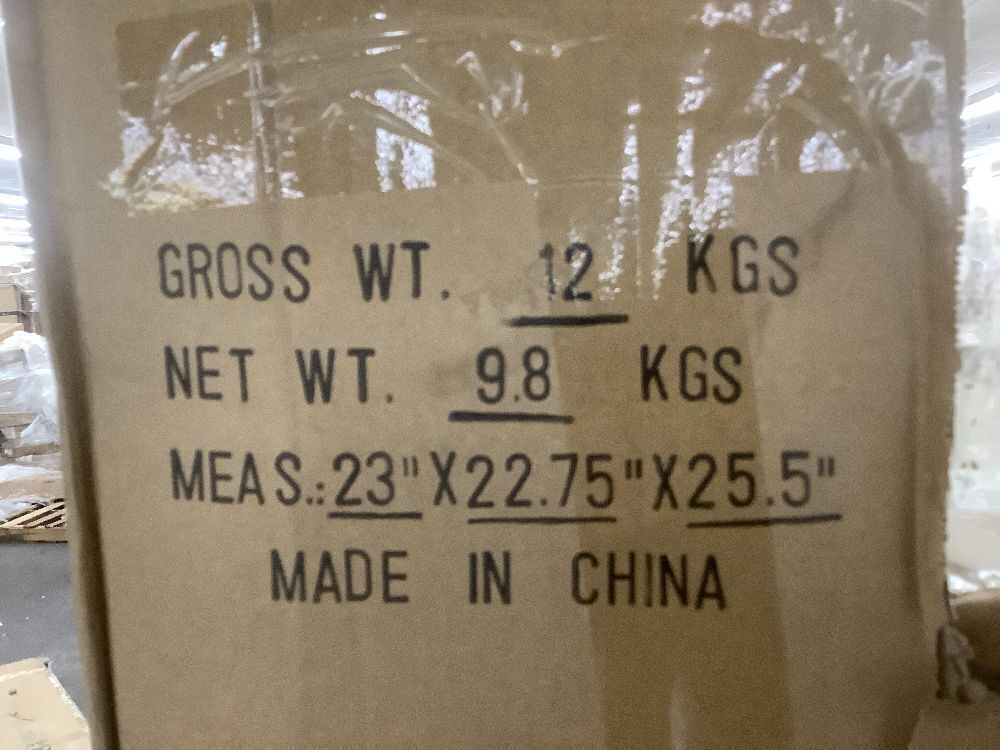 GROSS WT. 12 KGS
NET WT. 9.8 KGS
MEAS.:23"X22.75"X25.5"
MADE IN CHINA